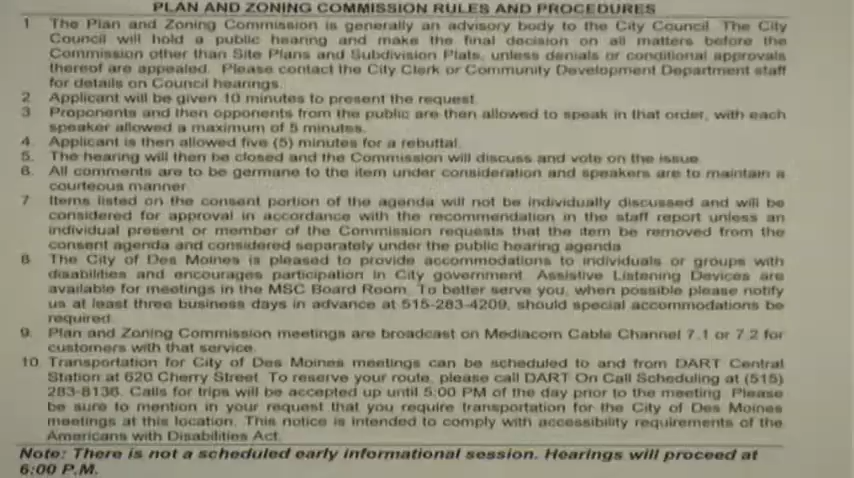 PLAN AND ZONING COMMISSION RULES AND PROCEDURES
1 The Plan and Zoning Commission is generally an advisory body to the City Council. The City
Council will hold a public hearing and make the final decision on all matters before the
Commission other than Site Plans and Subdivision Plats, unless denials or conditional approvals
thereof are appealed. Please contact the City Clerk or Community Development Department staff
for details on Council hearings.
2 Applicant will be given 10 minutes to present the request.
3 Proponents and then opponents from the public are then allowed to speak in that order, with each
speaker allowed a maximum of 5 minutes.
4. Applicant is then allowed five (5) minutes for a rebuttal.
5. The hearing will then be closed and the Commission will discuss and vote on the issue.
6. All comments are to be germane to the item under consideration and speakers are to maintain a
courteous manner.
7 Items listed on the consent portion of the agenda will not be individually discussed and will be
considered for approval in accordance with the recommendation in the staff report unless an
individual present or member of the Commission requests that the item be removed from the
consent agenda and considered separately under the public hearing agenda.
8 The City of Des Moines is pleased to provide accommodations to individuals or groups with
disabilities and encourages participation in City government. Assistive Listening Devices are
available for meetings in the MSC Board Room. To better serve you, when possible please notify
us at least three business days in advance at 515-283-4209, should special accommodations be
required.
9. Plan and Zoning Commission meetings are broadcast on Mediacom Cable Channel 7.1 or 7.2 for
customers with that service.
10. Transportation for City of Des Moines meetings can be scheduled to and from DART Central
Station at 620 Cherry Street. To reserve your route, please call DART On Call Scheduling at (515)
283-8136. Calls for trips will be accepted up until 5:00 PM of the day prior to the meeting. Please
be sure to mention in your request that you require transportation for the City of Des Moines
meetings at this location. This notice is intended to comply with accessibility requirements of the
Americans with Disabilities Act.
Note: There is not a scheduled early informational session. Hearings will proceed at
6:00 P.M.